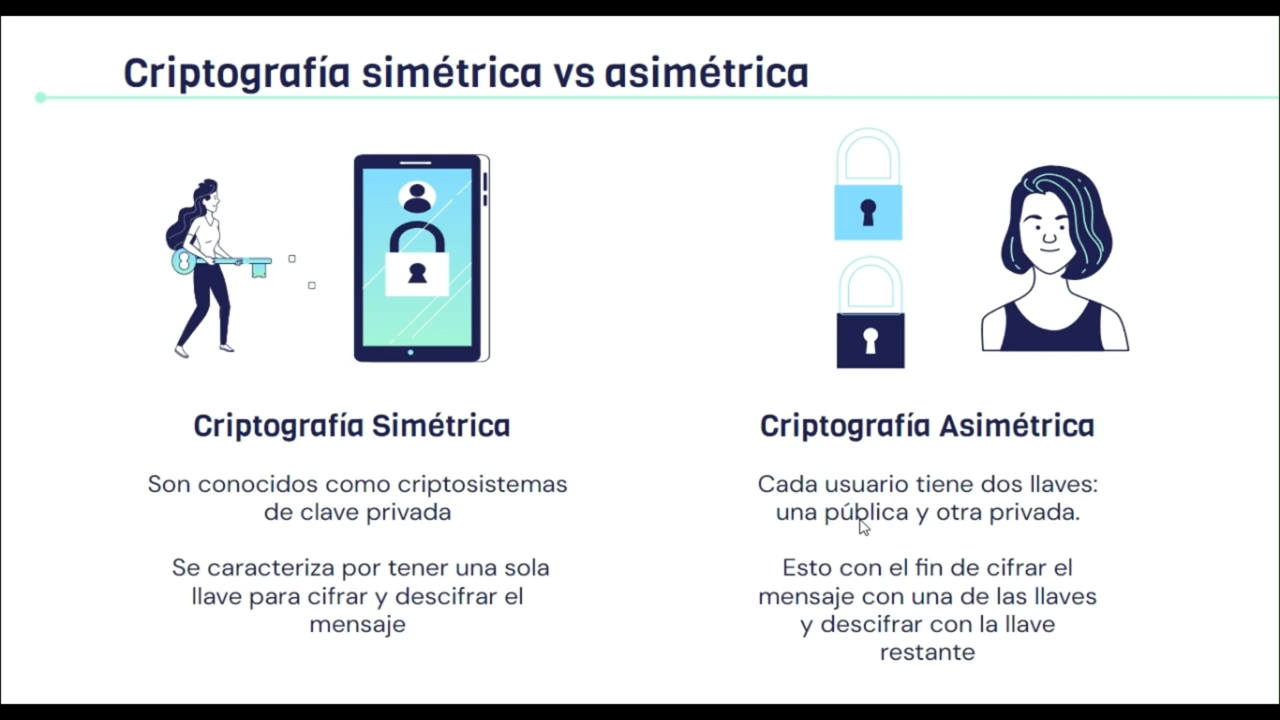 Criptografía simétrica vs asimétrica
Criptografía Simétrica
Son conocidos como criptosistemas
de clave privada
Se caracteriza por tener una sola
llave para cifrar y descifrar el
mensaje
Criptografía Asimétrica
Cada usuario tiene dos llaves:
una pública y otra privada.
Esto con el fin de cifrar el
mensaje con una de las llaves
y descifrar con la llave
restante